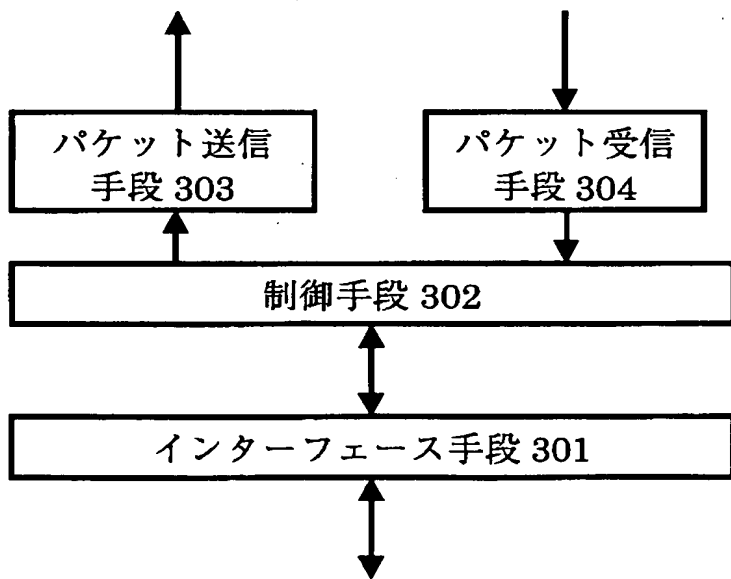 パケット送信
手段 303
パケット受信
手段 304
制御手段 302
インターフェース手段 301